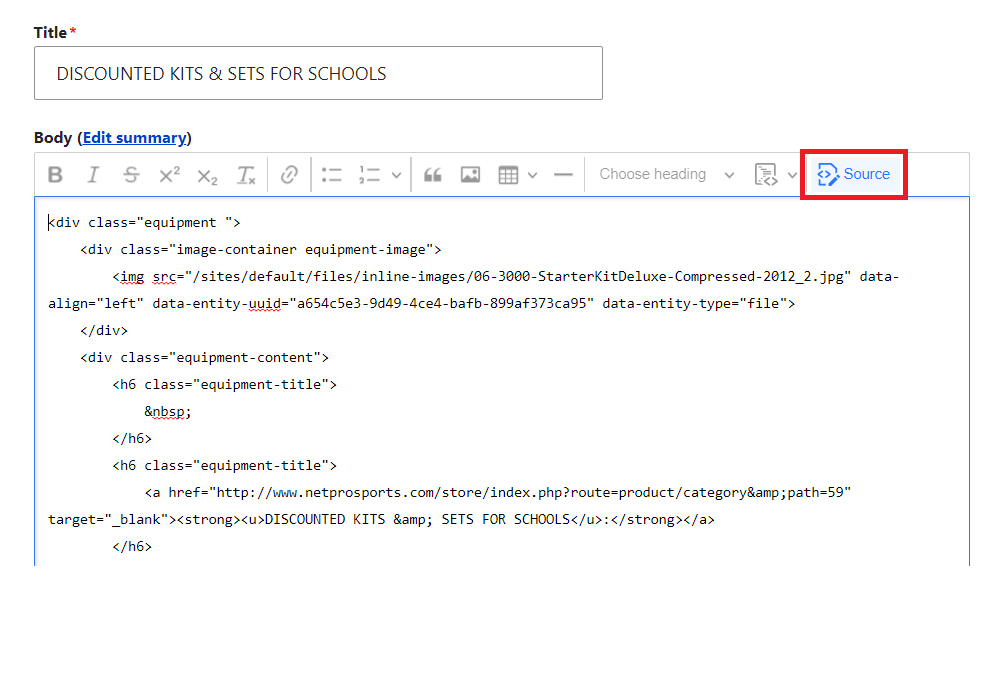 Title*
DISCOUNTED KITS & SETS FOR SCHOOLS
Body (Edit summary)
Choose heading Source
<div class="equipment ">
<div class="image-container equipment-image">
<img src="/sites/default/files/inline-images/06-3000-StarterKitDeluxe-Compressed-2012_2.jpg" data-
align="left" data-entity-uuid="a654c5e3-9d49-4ce4-bafb-899af373ca95" data-entity-type="file">
</div>
<div class="equipment-content">
<h6 class="equipment-title">
&nbsp;
</h6>
<h6 class="equipment-title">
<a href="http://www.netprosports.com/store/index.php?route=product/category&amp;path=59"
target="_blank"><strong><u>DISCOUNTED KITS &amp; SETS FOR SCHOOLS</u>:</strong></a>
</h6>